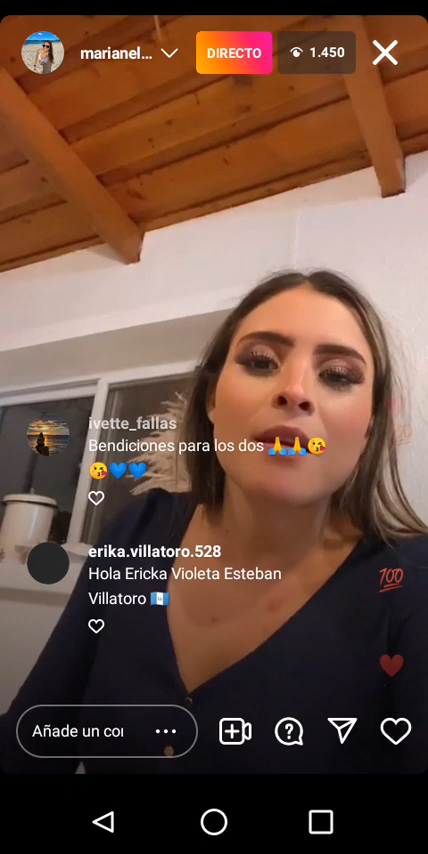 marianel...
DIRECTO
1.450
ivette_fallas
Bendiciones para los dos 🙏🙏😘
😘💙💙
erika.villatoro.528
Hola Ericka Violeta Esteban
Villatoro 🇬🇹
💯
Añade un com